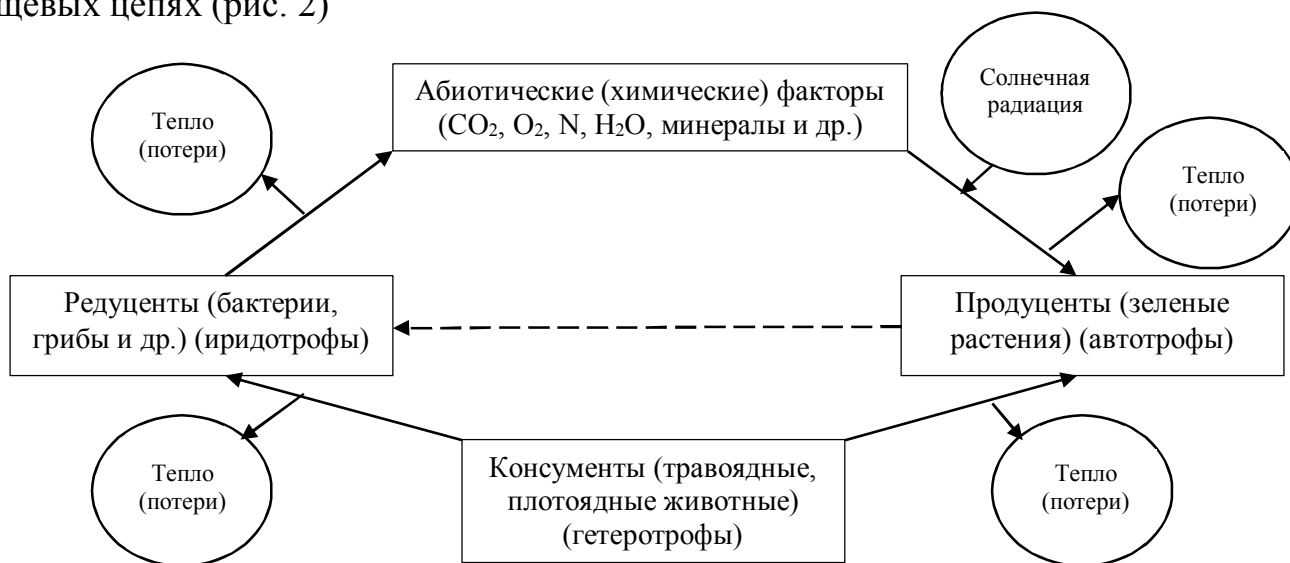 щевых цепях (рис. 2)
Абиотические (химические) факторы
(CO₂, O₂, N, H₂O, минералы и др.)
Солнечная
радиация
Тепло
(потери)
Тепло
(потери)
Редуценты (бактерии,
грибы и др.) (иридотрофы)
Продуценты (зеленые
растения) (автотрофы)
Тепло
(потери)
Консументы (травоядные,
плотоядные животные)
(гетеротрофы)
Тепло
(потери)